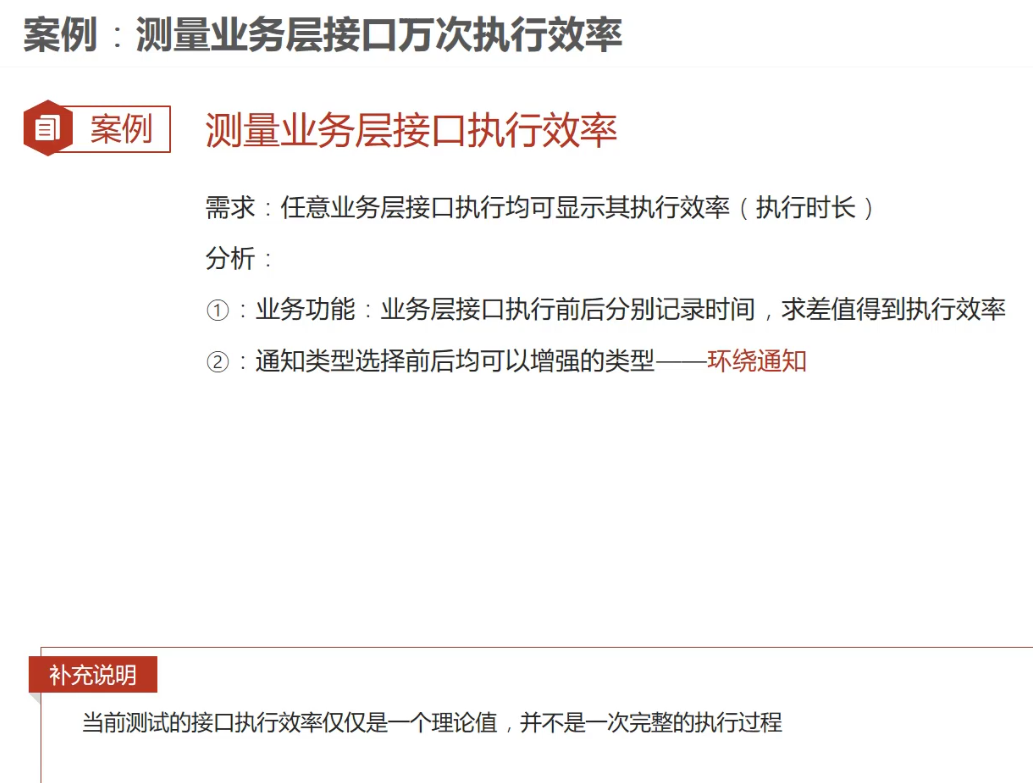 案例：测量业务层接口万次执行效率
案例
测量业务层接口执行效率
需求：任意业务层接口执行均可显示其执行效率（执行时长）
分析：
①：业务功能：业务层接口执行前后分别记录时间，求差值得到执行效率
②：通知类型选择前后均可以增强的类型——环绕通知
补充说明
当前测试的接口执行效率仅仅是一个理论值，并不是一次完整的执行过程